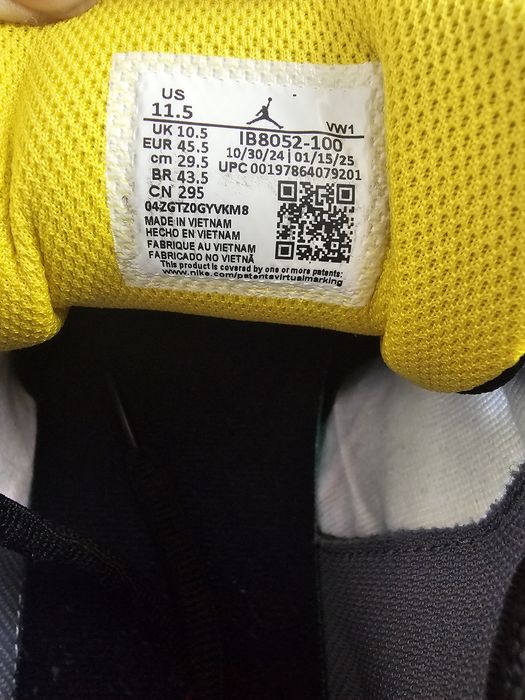 US
11.5
VW1
UK 10.5
IB8052-100
EUR 45.5
10/30/24 | 01/15/25
cm 29.5
UPC 00197864079201
BR 43.5
CN 295
04ZGTZ0GYVKM8
MADE IN VIETNAM
HECHO EN VIETNAM
FABRIQUE AU VIETNAM
FABRICADO NO VIETNÃ
This product is covered by one or more patents:
www.nike.com/patentsvirtualmarking